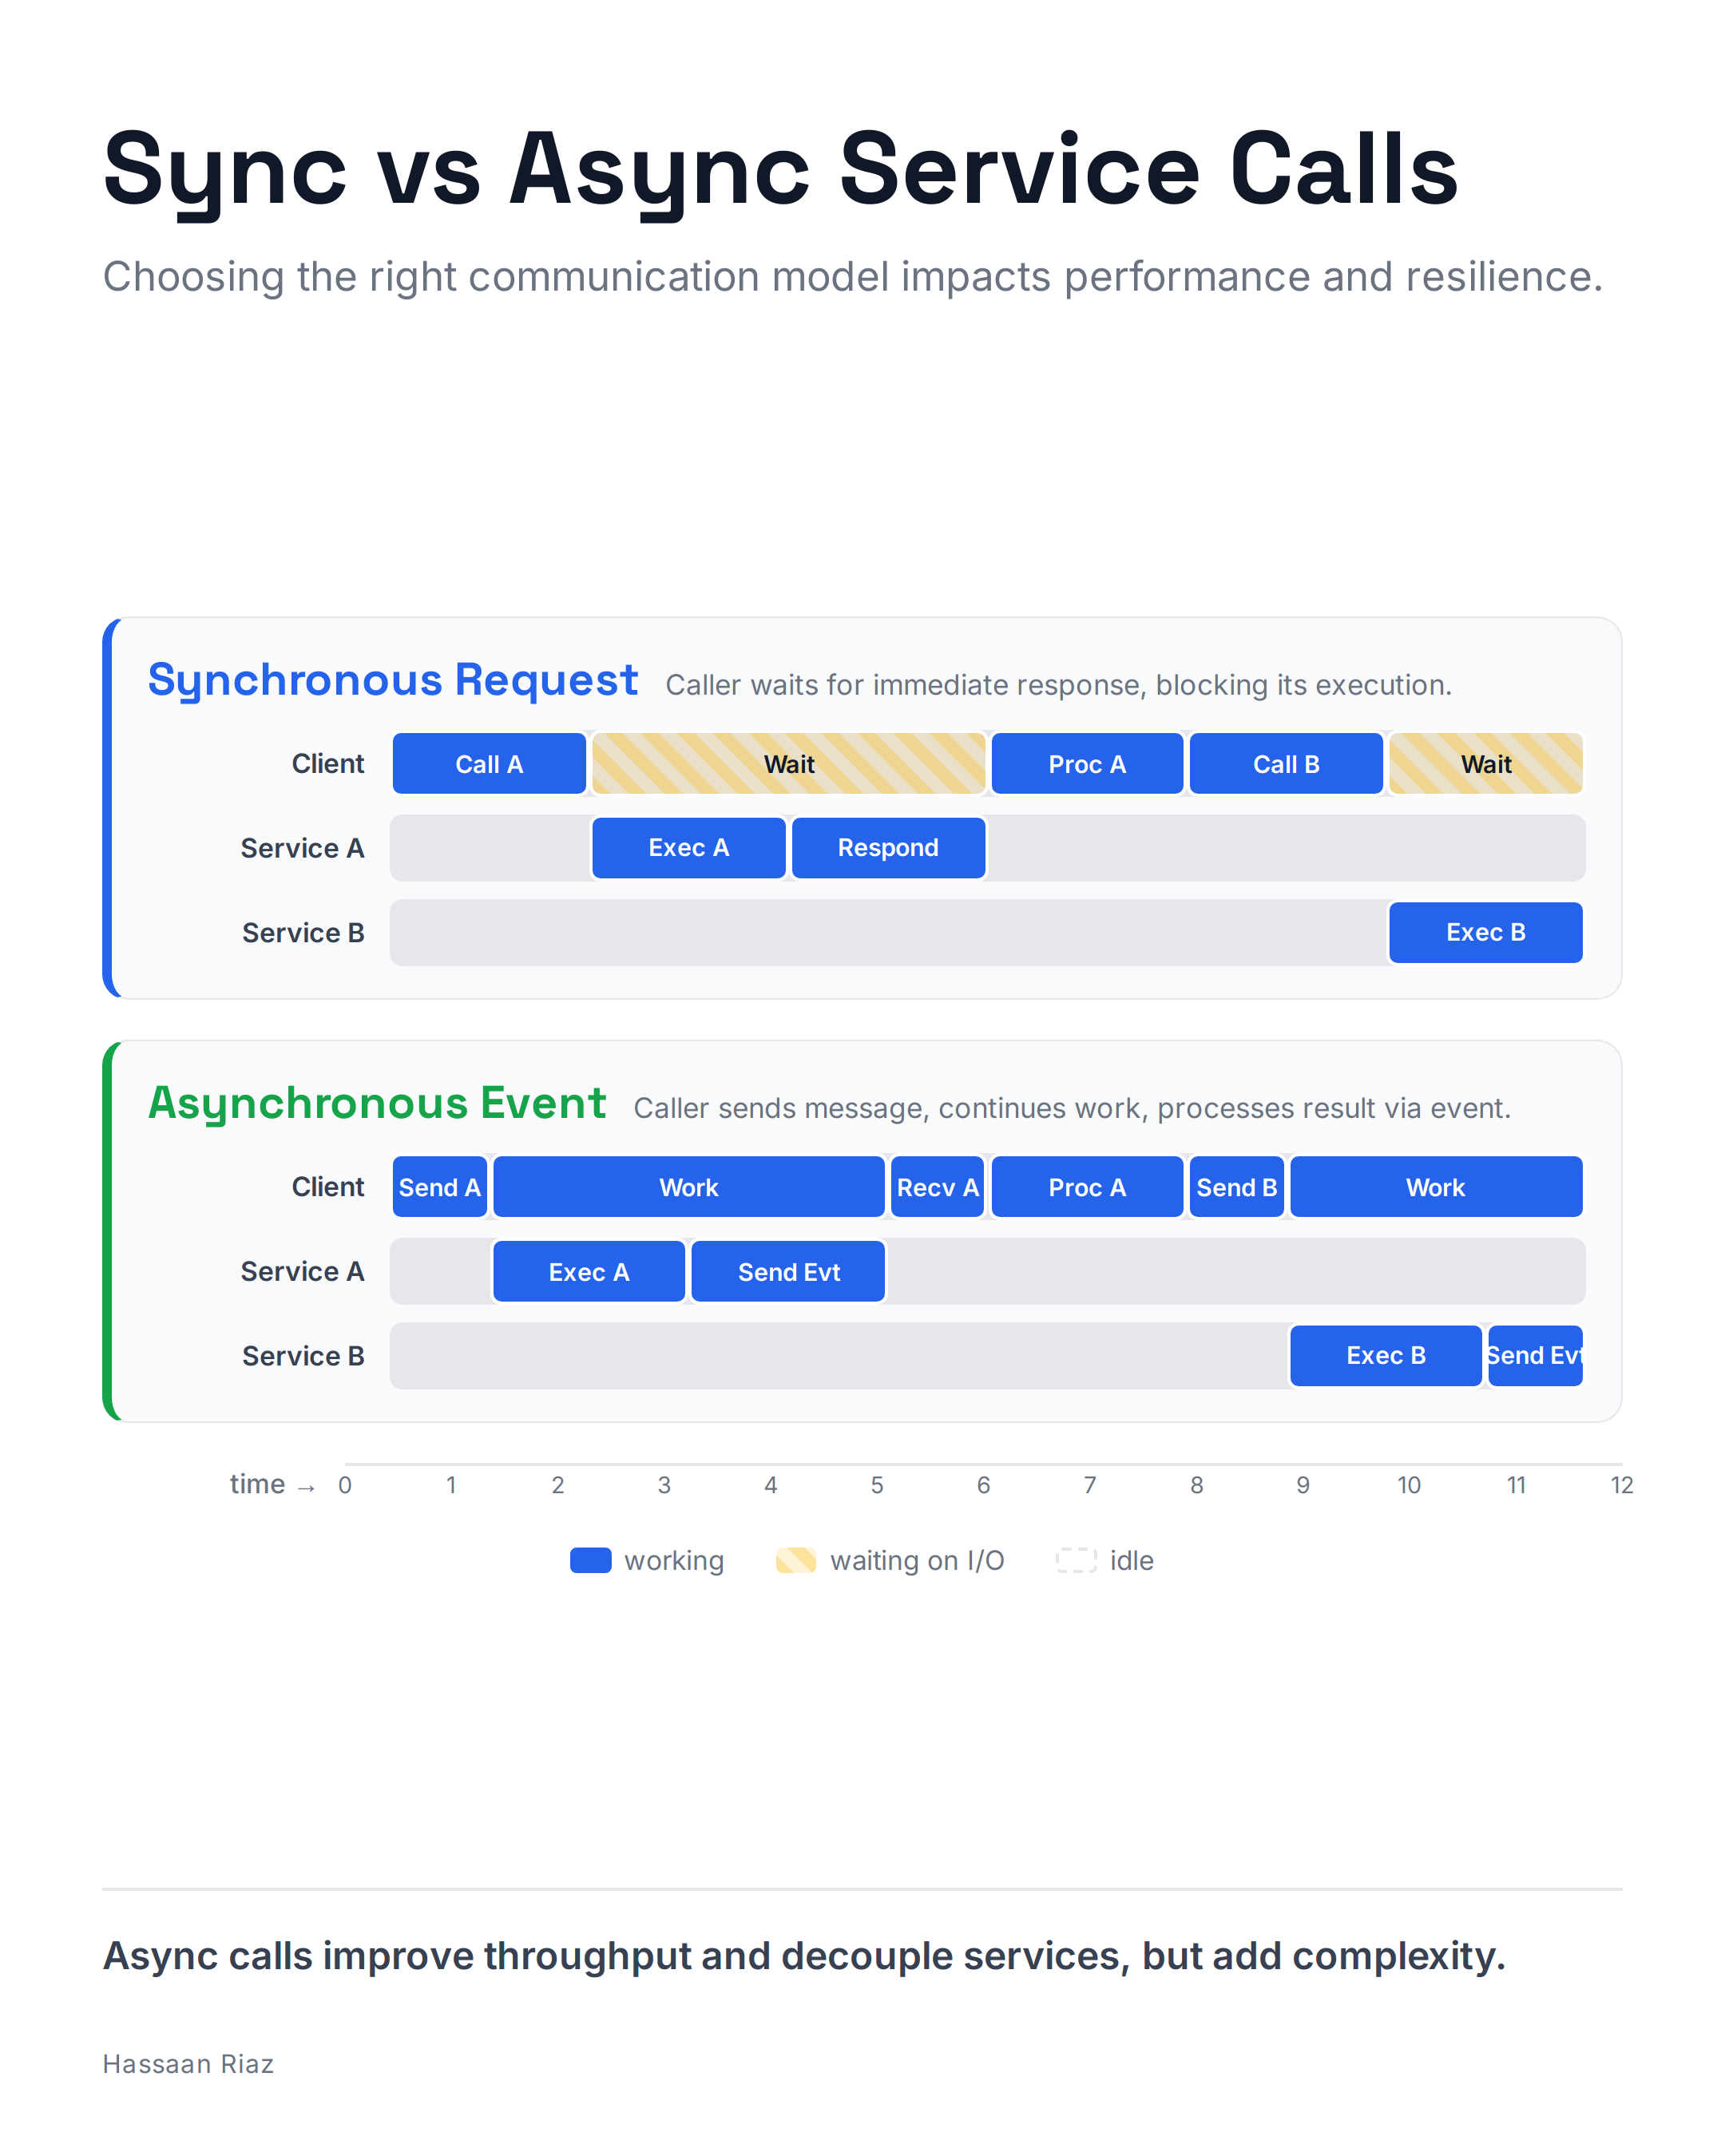 Sync vs Async Service Calls
Choosing the right communication model impacts performance and resilience.
Synchronous Request Caller waits for immediate response, blocking its execution.
Client Call A Wait Proc A Call B Wait
Service A Exec A Respond
Service B Exec B
Asynchronous Event Caller sends message, continues work, processes result via event.
Client Send A Work Recv A Proc A Send B Work
Service A Exec A Send Evt
Service B Exec B Send Evt
time → 0 1 2 3 4 5 6 7 8 9 10 11 12
working waiting on I/O idle
Async calls improve throughput and decouple services, but add complexity.
Hassaan Riaz